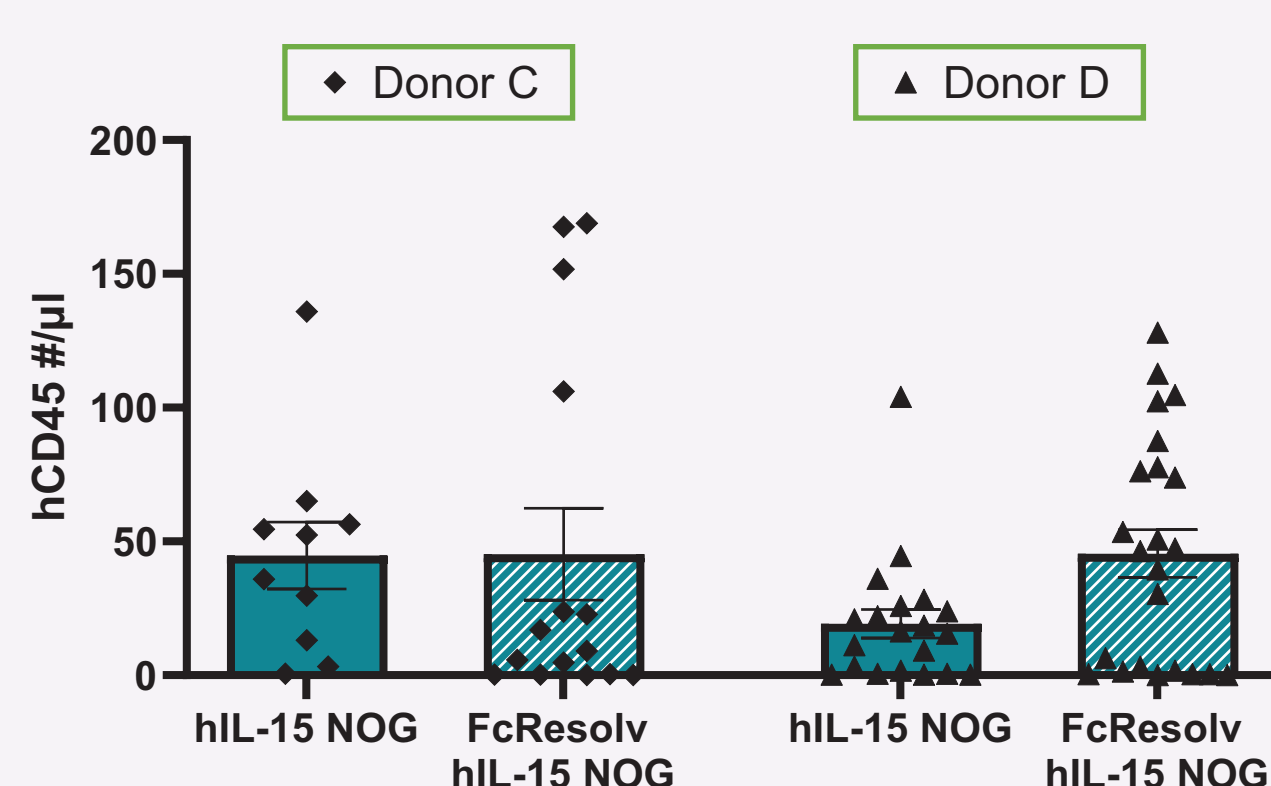 Donor C
Donor D
200
150
100
50
0
hCD45 #/µl
hIL-15 NOG
FcResolv
hIL-15 NOG
hIL-15 NOG
FcResolv
hIL-15 NOG